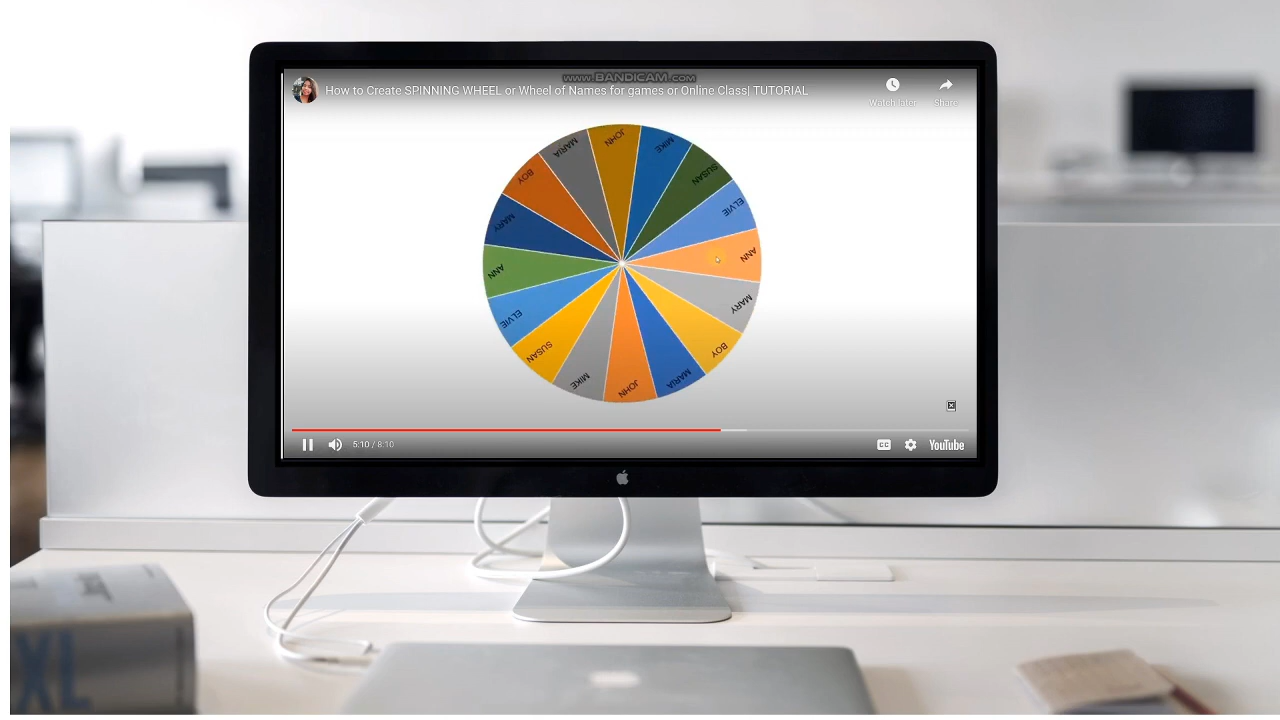 www.BANDICAM.com
How to Create SPINNING WHEEL or Wheel of Names for games or Online Class| TUTORIAL
Watch later
Share
JOHN
MIKE
SUSAN
ELVIE
ANN
MARY
BOY
MARIA
JOHN
MIKE
SUSAN
ELVIE
ANN
MARY
BOY
MARIA
5:10 / 8:10
CC
YouTube
XL